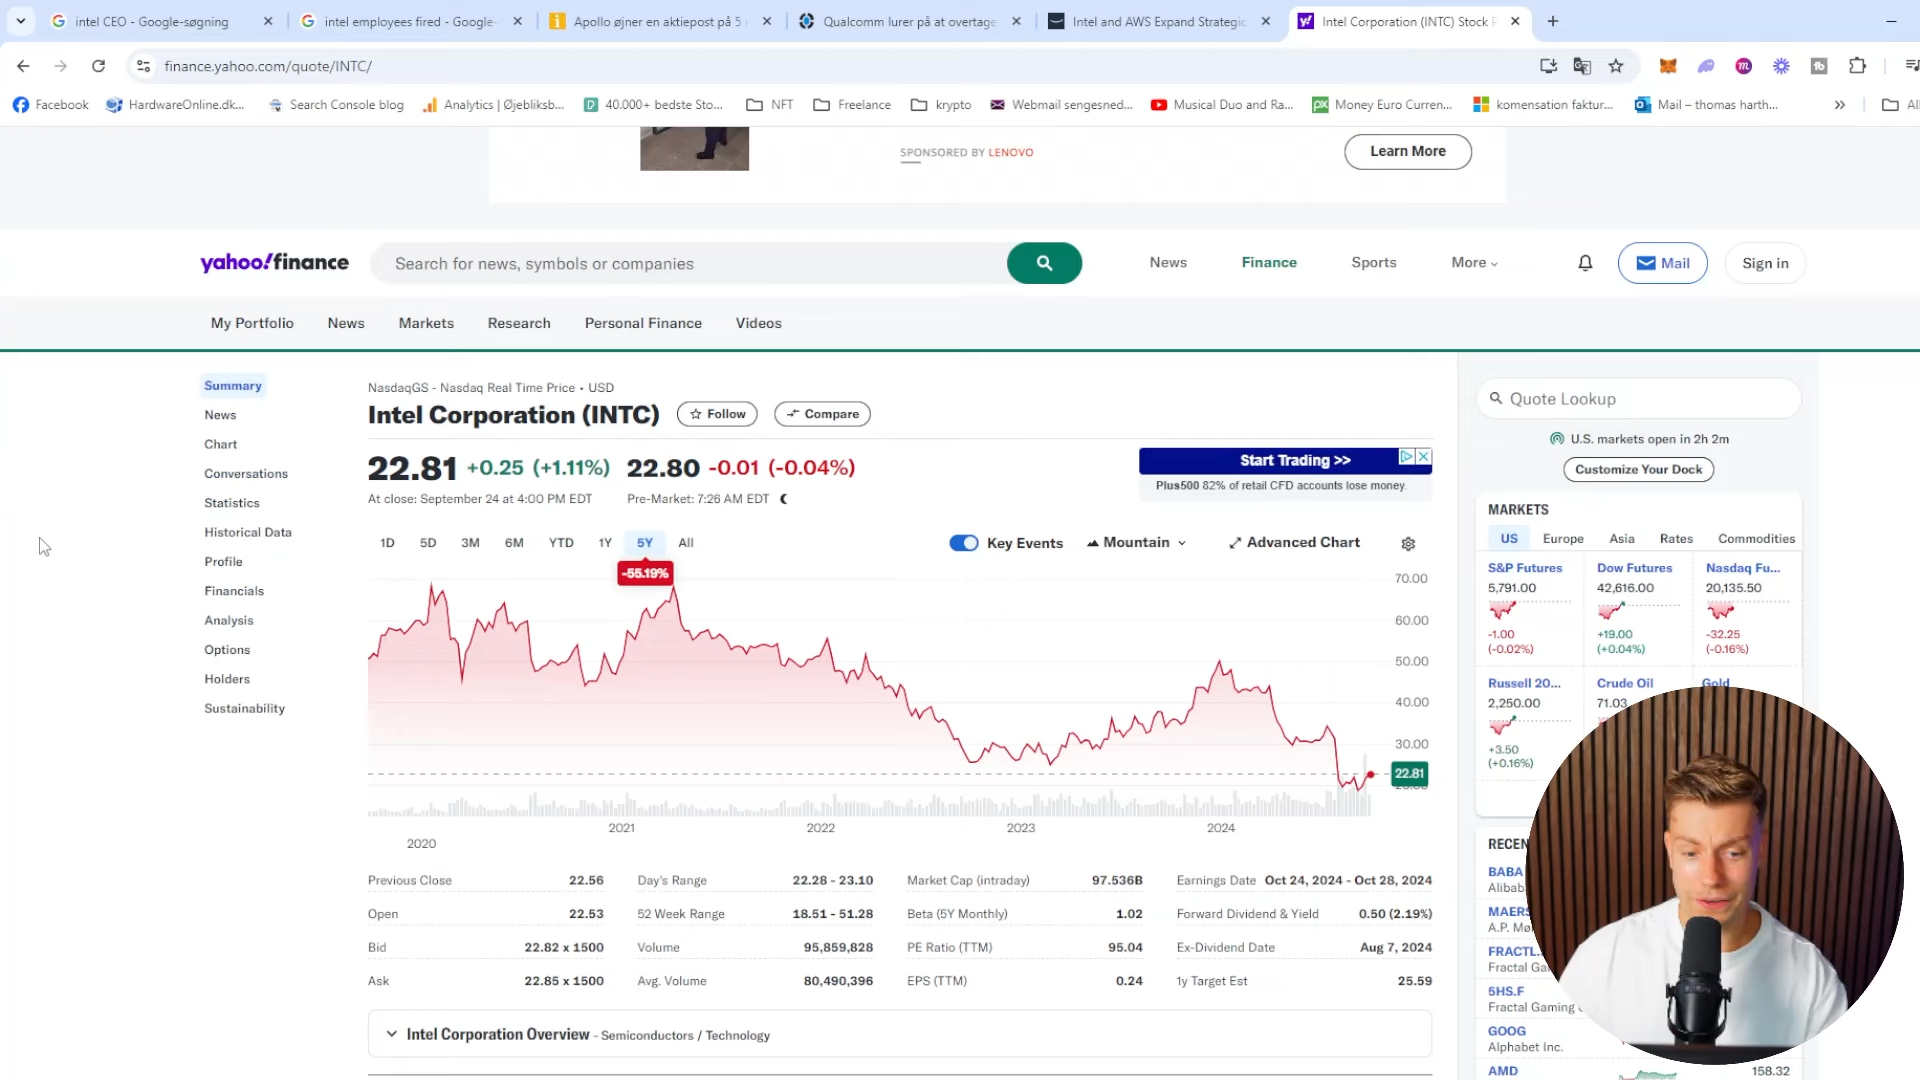 intel CEO - Google-søgning
intel employees fired - Google-
Apollo øjner en aktiepost på 5
Qualcomm lurer på at overtage
Intel and AWS Expand Strategic
Intel Corporation (INTC) Stock P
finance.yahoo.com/quote/INTC/
Facebook
HardwareOnline.dk...
Search Console blog
Analytics | Øjebliksb...
40.000+ bedste Sto...
NFT
Freelance
krypto
Webmail sengesned...
Musical Duo and Ra...
Money Euro Curren...
komensation faktur...
Mail – thomas harth...
»
SPONSORED BY LENOVO
Learn More
yahoo!finance
Search for news, symbols or companies
News
Finance
Sports
More
Mail
Sign in
My Portfolio
News
Markets
Research
Personal Finance
Videos
Summary
News
Chart
Conversations
Statistics
Historical Data
Profile
Financials
Analysis
Options
Holders
Sustainability
NasdaqGS - Nasdaq Real Time Price • USD
Intel Corporation (INTC)
Follow
Compare
22.81 +0.25 (+1.11%) 22.80 -0.01 (-0.04%)
At close: September 24 at 4:00 PM EDT
Pre-Market: 7:26 AM EDT
Start Trading >>
Plus500 82% of retail CFD accounts lose money.
1D 5D 3M 6M YTD 1Y 5Y All
-55.19%
Key Events
Mountain
Advanced Chart
70.00
60.00
50.00
40.00
30.00
22.81
2020
2021
2022
2023
2024
Previous Close 22.56
Open 22.53
Bid 22.82 x 1500
Ask 22.85 x 1500
Day's Range 22.28 - 23.10
52 Week Range 18.51 - 51.28
Volume 95,859,828
Avg. Volume 80,490,396
Market Cap (intraday) 97.536B
Beta (5Y Monthly) 1.02
PE Ratio (TTM) 95.04
EPS (TTM) 0.24
Earnings Date Oct 24, 2024 - Oct 28, 2024
Forward Dividend & Yield 0.50 (2.19%)
Ex-Dividend Date Aug 7, 2024
1y Target Est 25.59
Intel Corporation Overview - Semiconductors / Technology
Quote Lookup
U.S. markets open in 2h 2m
Customize Your Dock
MARKETS
US Europe Asia Rates Commodities
S&P Futures
5,791.00
-1.00
(-0.02%)
Dow Futures
42,616.00
+19.00
(+0.04%)
Nasdaq Fu...
20,135.50
-32.25
(-0.16%)
Russell 20...
2,250.00
+3.50
(+0.16%)
Crude Oil
71.03
Gold
RECEN
BABA
Alibab
MAERS
A.P. Mø
FRACTL.
Fractal Ga
5HS.F
Fractal Gaming
GOOG
Alphabet Inc.
AMD
158.32